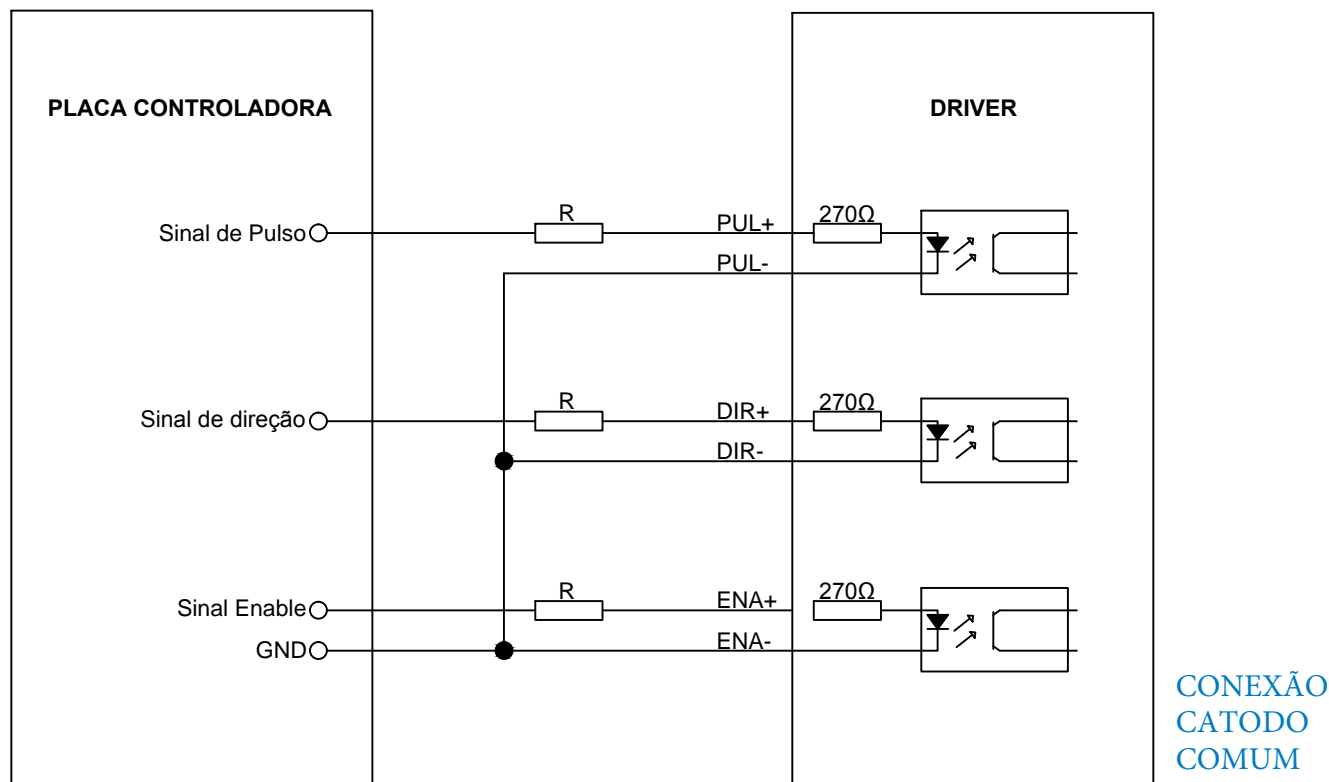 PLACA CONTROLADORA
DRIVER
Sinal de Pulso
R
PUL+
270Ω
PUL-
Sinal de direção
R
DIR+
270Ω
DIR-
Sinal Enable
R
ENA+
270Ω
GND
ENA-
CONEXÃO
CATODO
COMUM